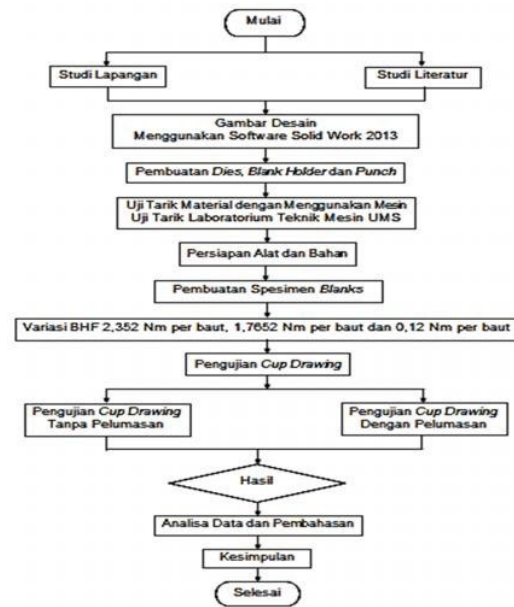 Mulai
Studi Lapangan
Studi Literatur
Gambar Desain
Menggunakan Software Solid Work 2013
Pembuatan Dies, Blank Holder dan Punch
Uji Tarik Material dengan Menggunakan Mesin
Uji Tarik Laboratorium Teknik Mesin UMS
Persiapan Alat dan Bahan
Pembuatan Spesimen Blanks
Variasi BHF 2,352 Nm per baut, 1,7652 Nm per baut dan 0,12 Nm per baut
Pengujian Cup Drawing
Pengujian Cup Drawing
Tanpa Pelumasan
Pengujian Cup Drawing
Dengan Pelumasan
Hasil
Analisa Data dan Pembahasan
Kesimpulan
Selesai